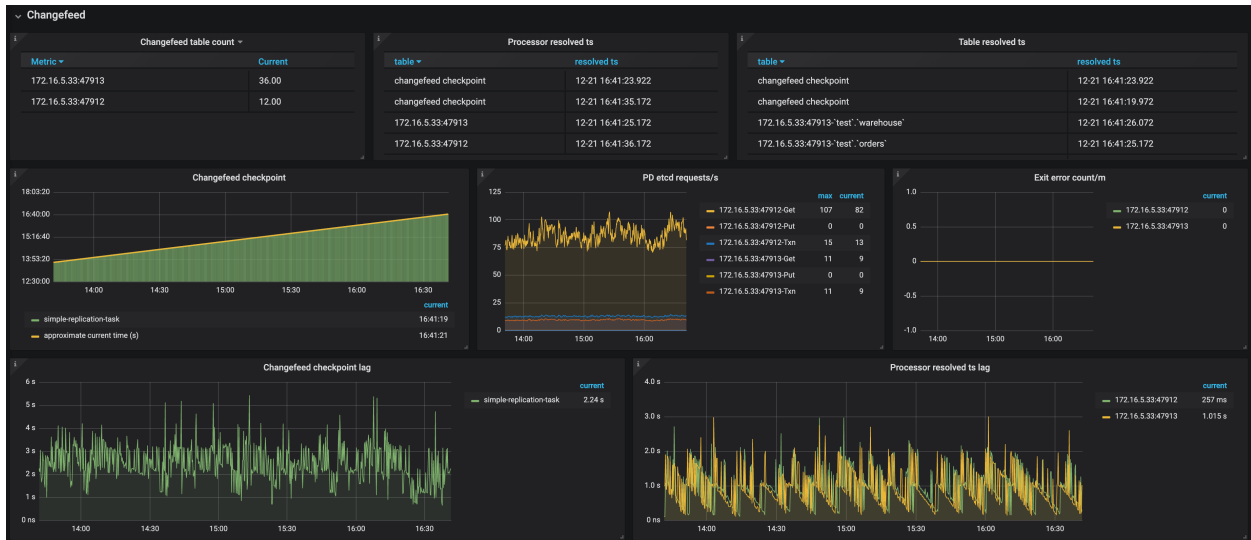 Changefeed
Changefeed table count
Metric Current
172.16.5.33:47913 36.00
172.16.5.33:47912 12.00
Processor resolved ts
table resolved ts
changefeed checkpoint 12-21 16:41:23.922
changefeed checkpoint 12-21 16:41:35.172
172.16.5.33:47913 12-21 16:41:25.172
172.16.5.33:47912 12-21 16:41:36.172
Table resolved ts
table resolved ts
changefeed checkpoint 12-21 16:41:23.922
changefeed checkpoint 12-21 16:41:19.972
172.16.5.33:47913-`test`.`warehouse` 12-21 16:41:26.072
172.16.5.33:47913-`test`.`orders` 12-21 16:41:25.172
Changefeed checkpoint
18:03:20
16:40:00
15:16:40
13:53:20
12:30:00
14:00 14:30 15:00 15:30 16:00 16:30
current
simple-replication-task 16:41:19
approximate current time (s) 16:41:21
PD etcd requests/s
125
100
75
50
25
0
14:00 15:00 16:00
max current
172.16.5.33:47912-Get 107 82
172.16.5.33:47912-Put 0 0
172.16.5.33:47912-Txn 15 13
172.16.5.33:47913-Get 11 9
172.16.5.33:47913-Put 0 0
172.16.5.33:47913-Txn 11 9
Exit error count/m
1.0
0.5
0
-0.5
-1.0
14:00 15:00 16:00
current
172.16.5.33:47912 0
172.16.5.33:47913 0
Changefeed checkpoint lag
6 s
5 s
4 s
3 s
2 s
1 s
0 ns
14:00 14:30 15:00 15:30 16:00 16:30
current
simple-replication-task 2.24 s
Processor resolved ts lag
4.0 s
3.0 s
2.0 s
1.0 s
0 ns
14:00 14:30 15:00 15:30 16:00 16:30
current
172.16.5.33:47912 257 ms
172.16.5.33:47913 1.015 s